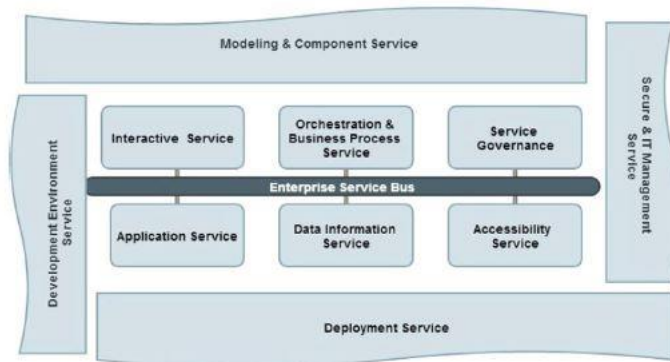 Modeling & Component Service
Secure & IT Management
Service
Development Environment
Service
Interactive Service
Orchestration &
Business Process
Service
Service
Governance
Enterprise Service Bus
Application Service
Data Information
Service
Accessibility
Service
Deployment Service